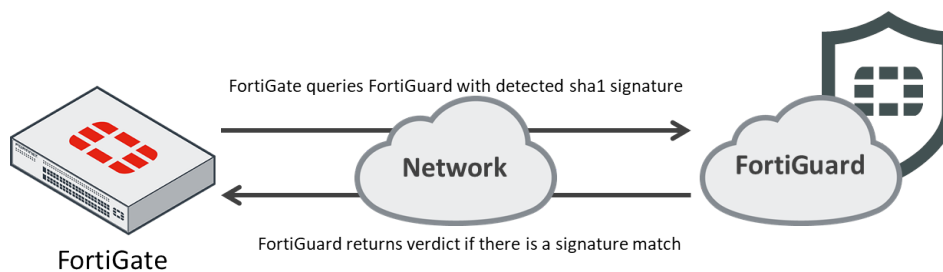 FortiGate queries FortiGuard with detected sha1 signature
Network
FortiGuard
FortiGuard returns verdict if there is a signature match
FortiGate